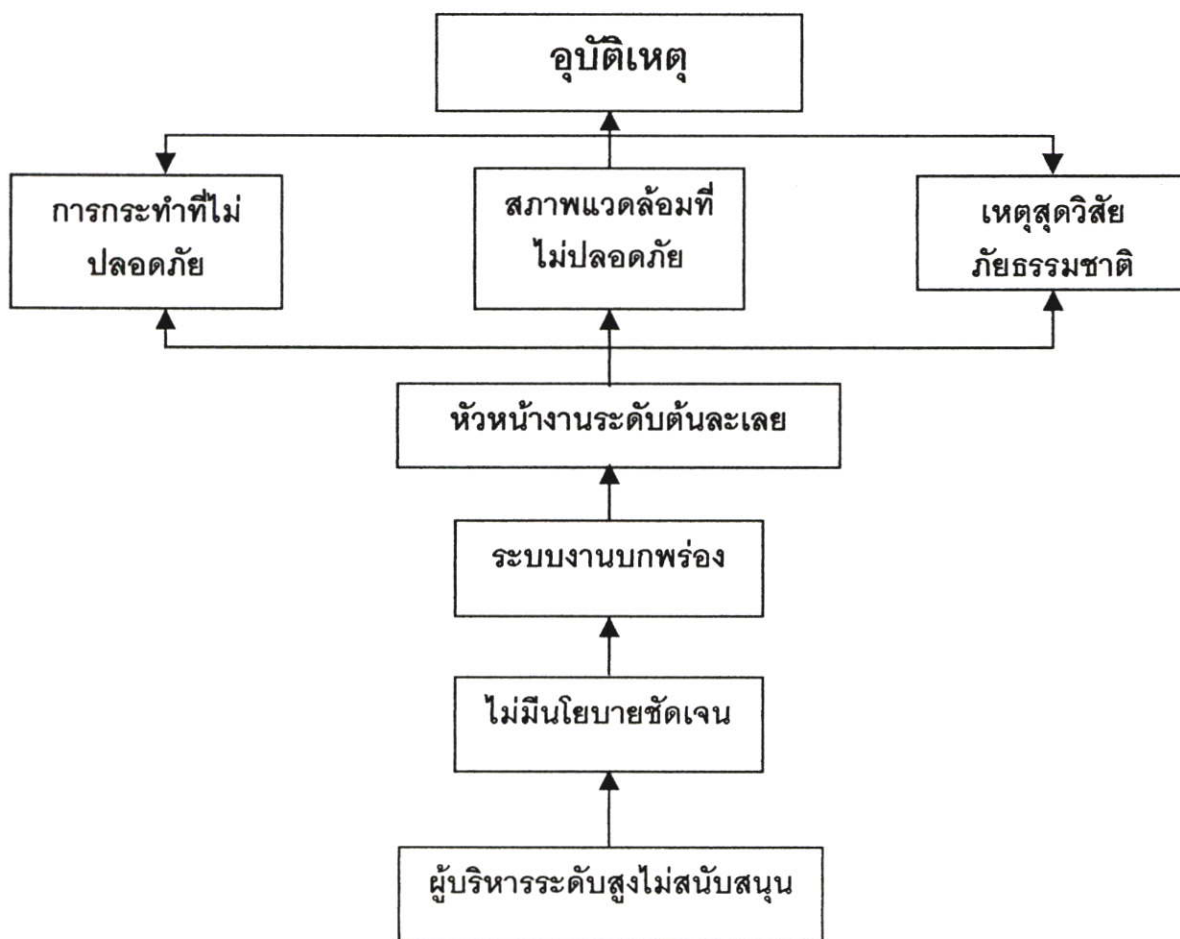 อุบัติเหตุ
การกระทำที่ไม่
ปลอดภัย
สภาพแวดล้อมที่
ไม่ปลอดภัย
เหตุสุดวิสัย
ภัยธรรมชาติ
หัวหน้างานระดับต้นละเลย
ระบบงานบกพร่อง
ไม่มีนโยบายชัดเจน
ผู้บริหารระดับสูงไม่สนับสนุน